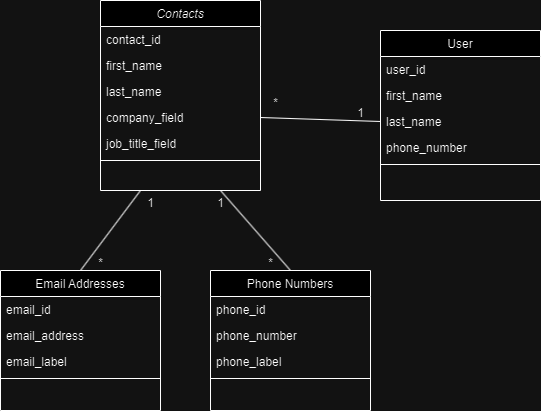 Contacts
contact_id
first_name
last_name
company_field
job_title_field
User
user_id
first_name
last_name
phone_number
*
1
1
1
*
*
Email Addresses
email_id
email_address
email_label
Phone Numbers
phone_id
phone_number
phone_label